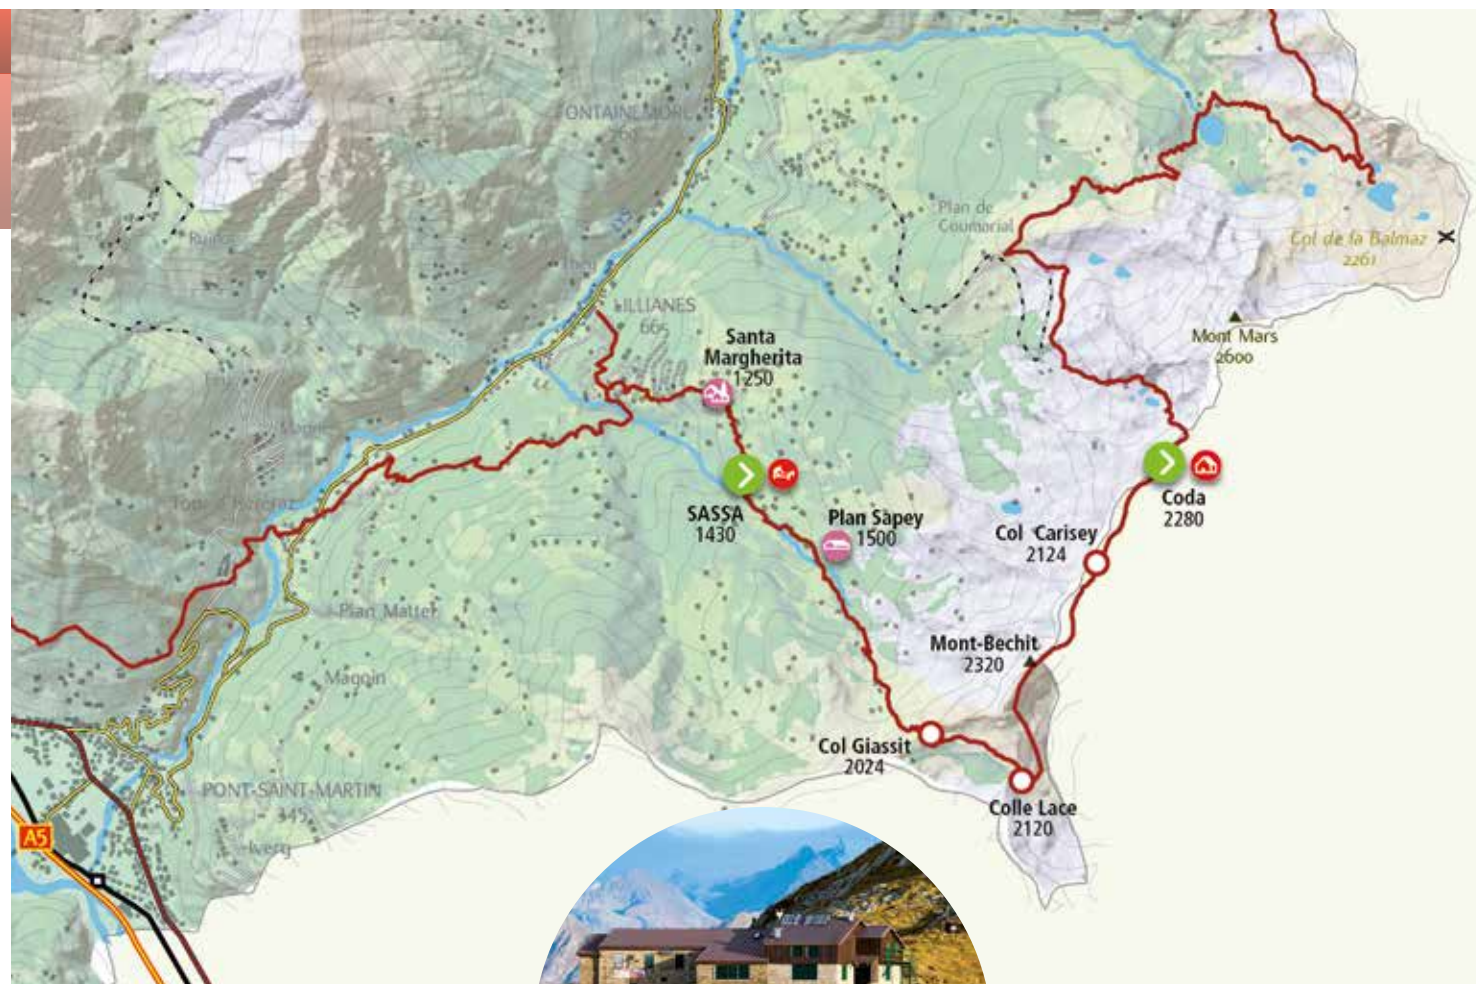 FONTAINEMORE
760
Plan de
Coumarial
Col de la Balmaz
2261
Mont Mars
2600
LILLIANES
665
Santa
Margherita
1250
SASSA
1430
Plan Sapey
1500
Coda
2280
Col Carisey
2124
Mont-Bechit
2320
Plan Matter
Col Giassit
2024
Colle Lace
2120
PONT-SAINT-MARTIN
345
Ivery
A5